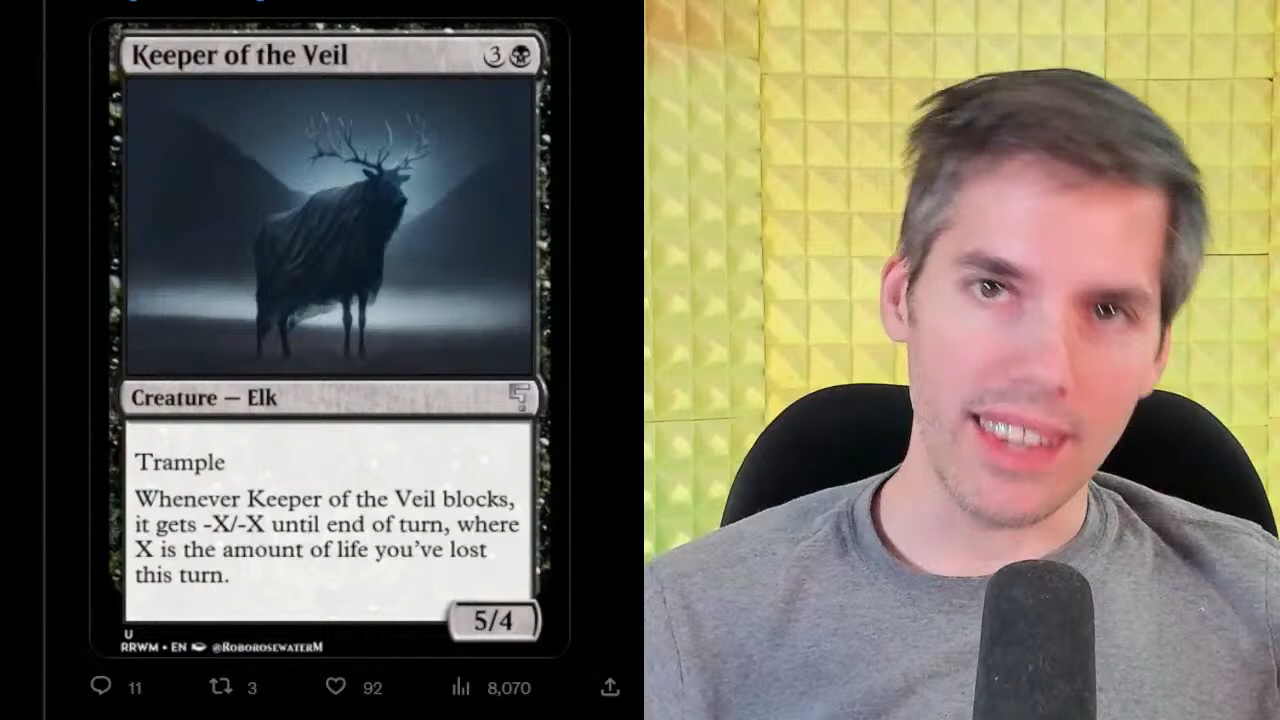 Keeper of the Veil 3
Creature — Elk
Trample
Whenever Keeper of the Veil blocks,
it gets -X/-X until end of turn, where
X is the amount of life you've lost
this turn.
5/4
U
RRWM • EN @ROBOROSEWATERM
11 3 92 8,070